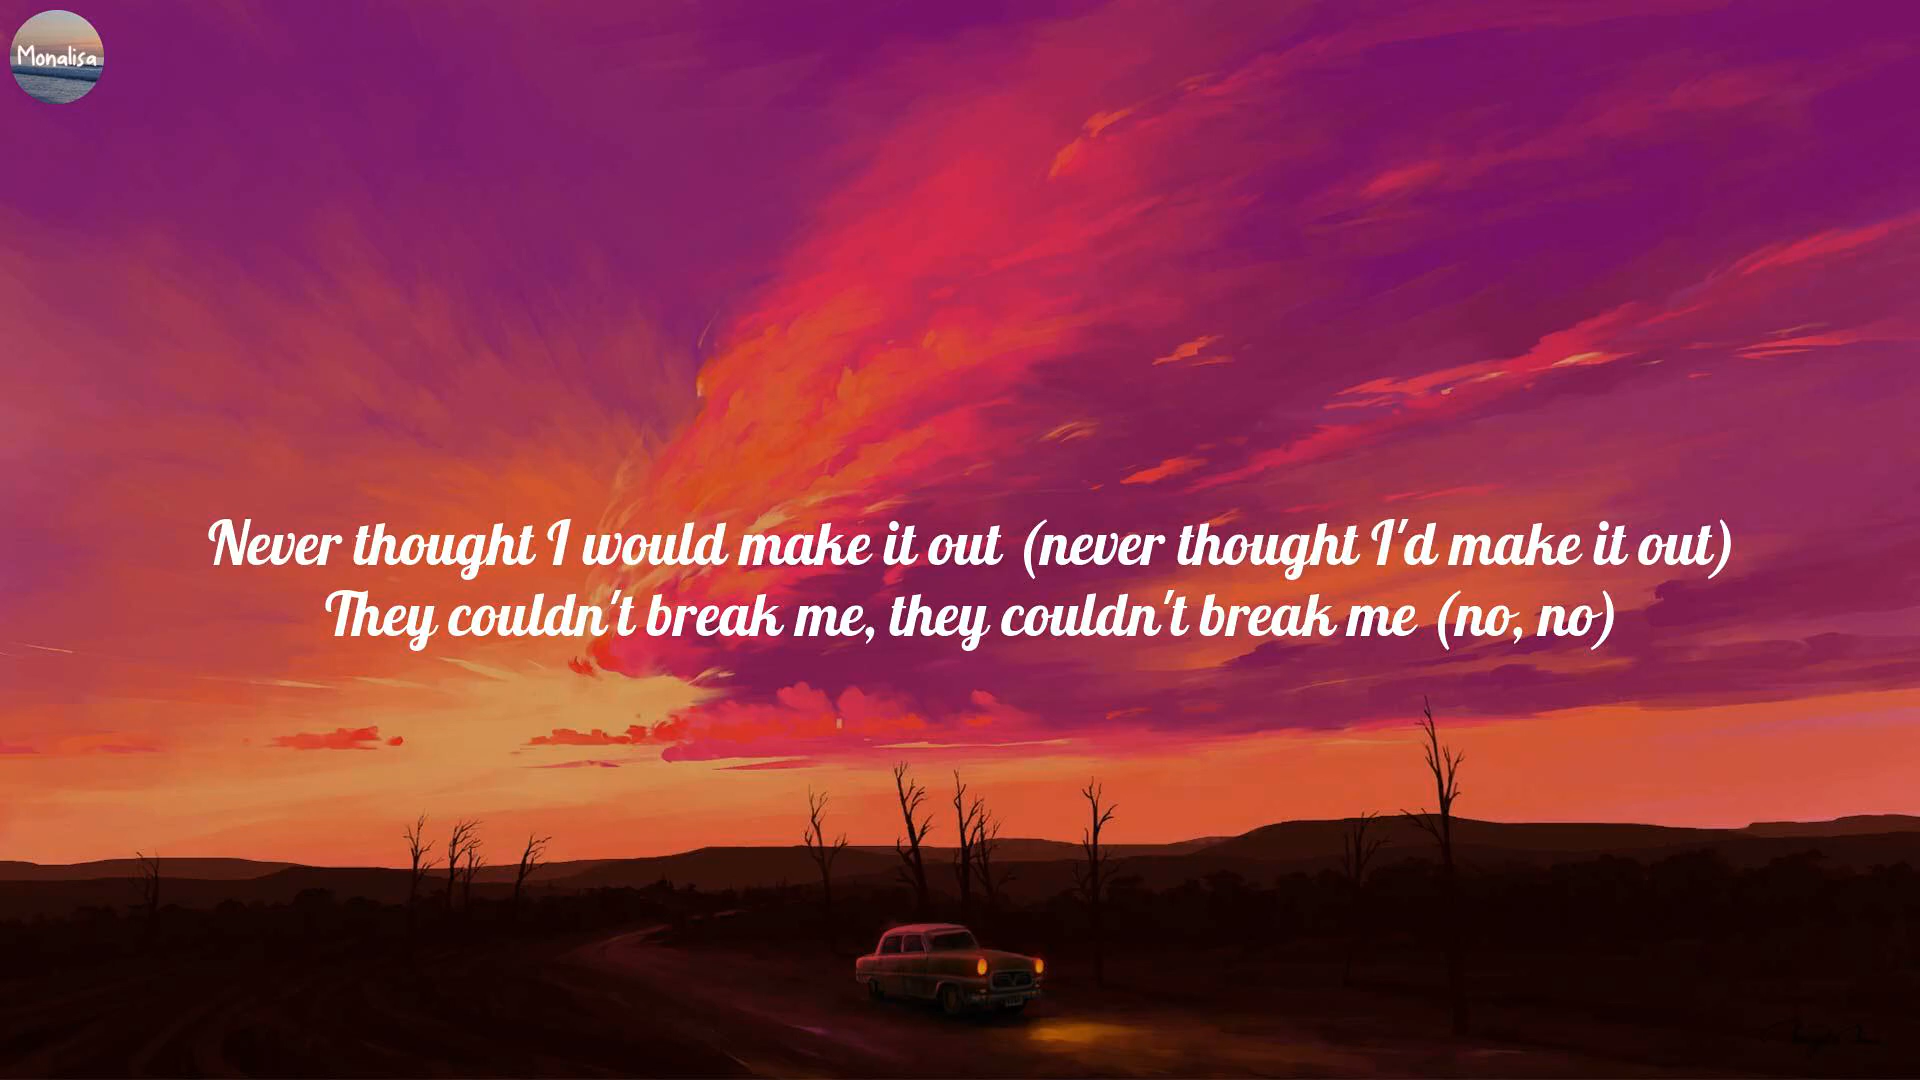 Monalisa
Never thought I would make it out (never thought I'd make it out)
They couldn't break me, they couldn't break me (no, no)